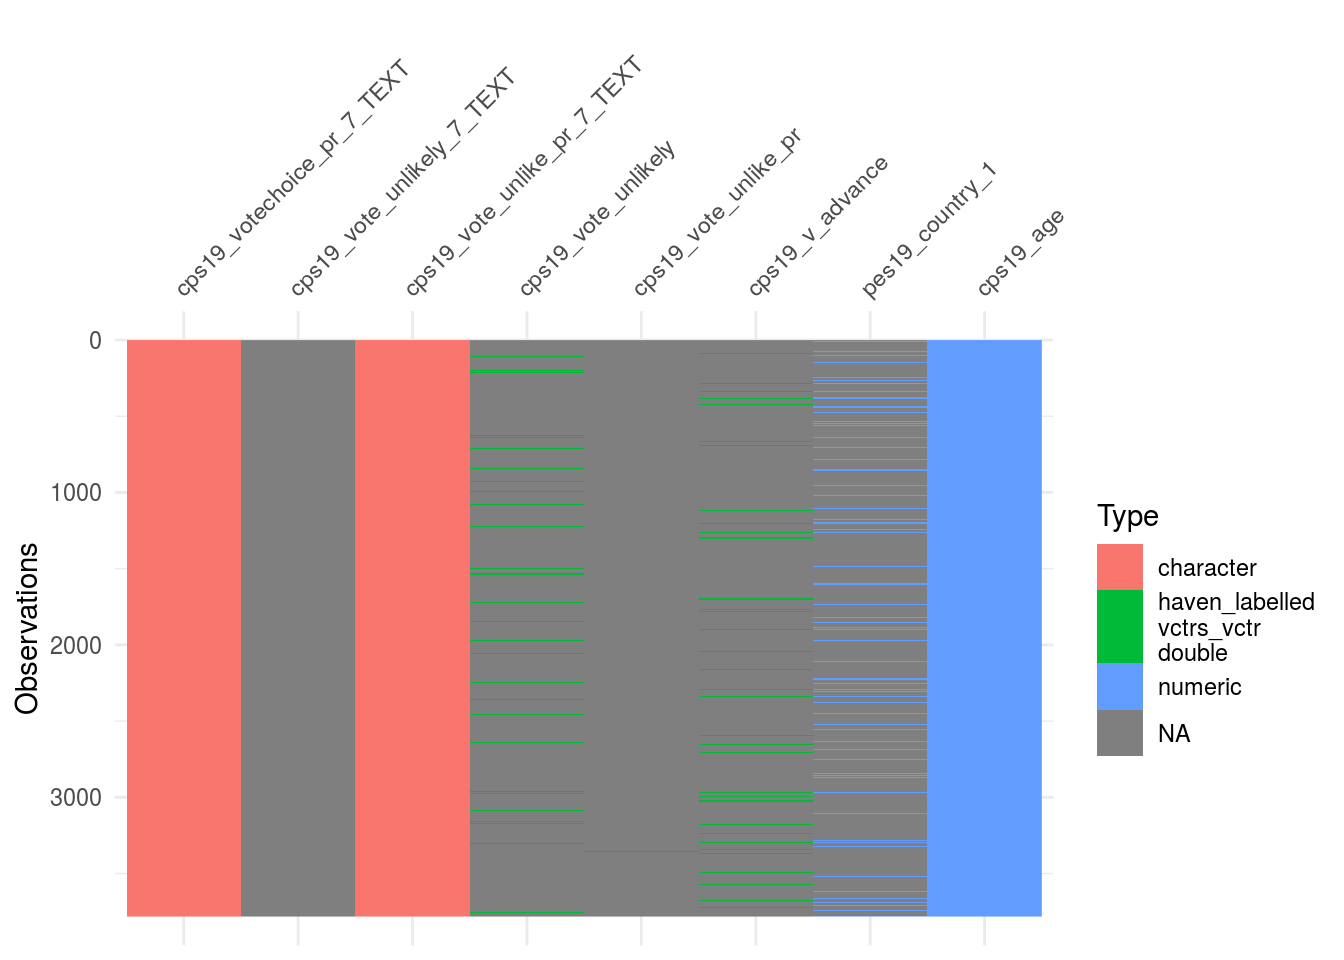 cps19_votechoice_pr_7_TEXT
cps19_vote_unlikely_7_TEXT
cps19_vote_unlike_pr_7_TEXT
cps19_vote_unlikely
cps19_vote_unlike_pr
cps19_v_advance
pes19_country_1
cps19_age
0
1000
2000
3000
Observations
Type
character
haven_labelled
vctrs_vctr
double
numeric
NA